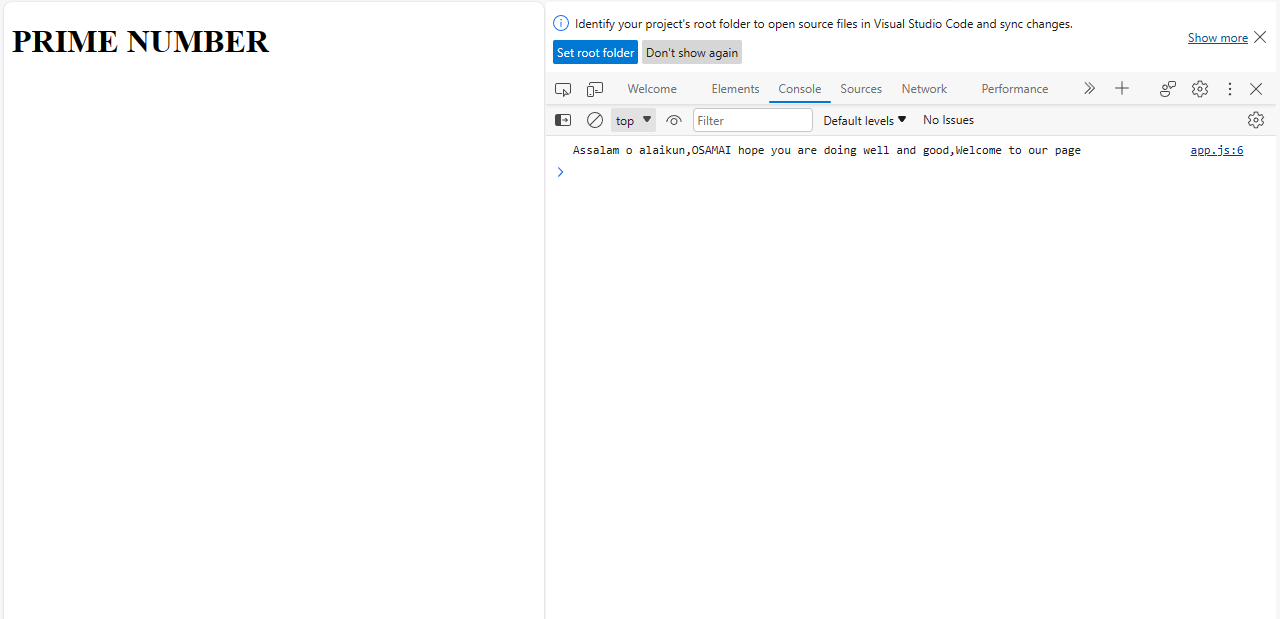 PRIME NUMBER
Identify your project's root folder to open source files in Visual Studio Code and sync changes.
Show more
Set root folder Don't show again
Welcome Elements Console Sources Network Performance
top Filter Default levels No Issues
Assalam o alaikun,OSAMAI hope you are doing well and good,Welcome to our page app.js:6